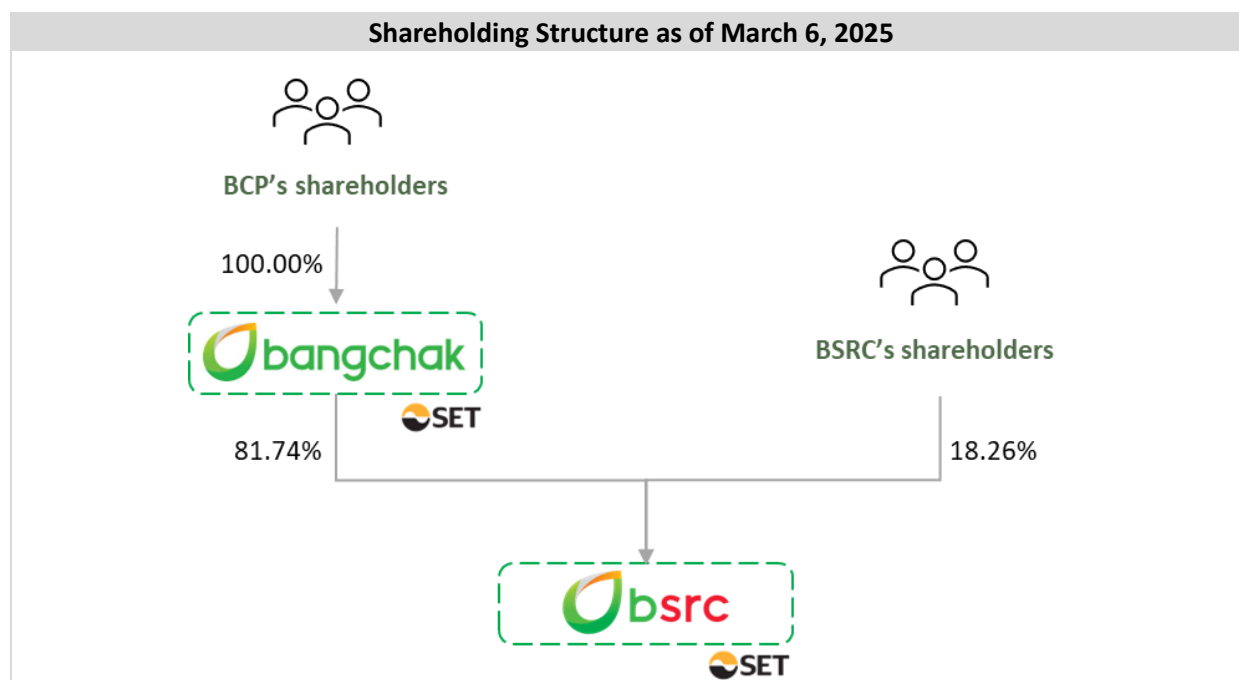 Shareholding Structure as of March 6, 2025
BCP’s shareholders
100.00%
bangchak
SET
BSRC’s shareholders
81.74%
18.26%
bsrc
SET